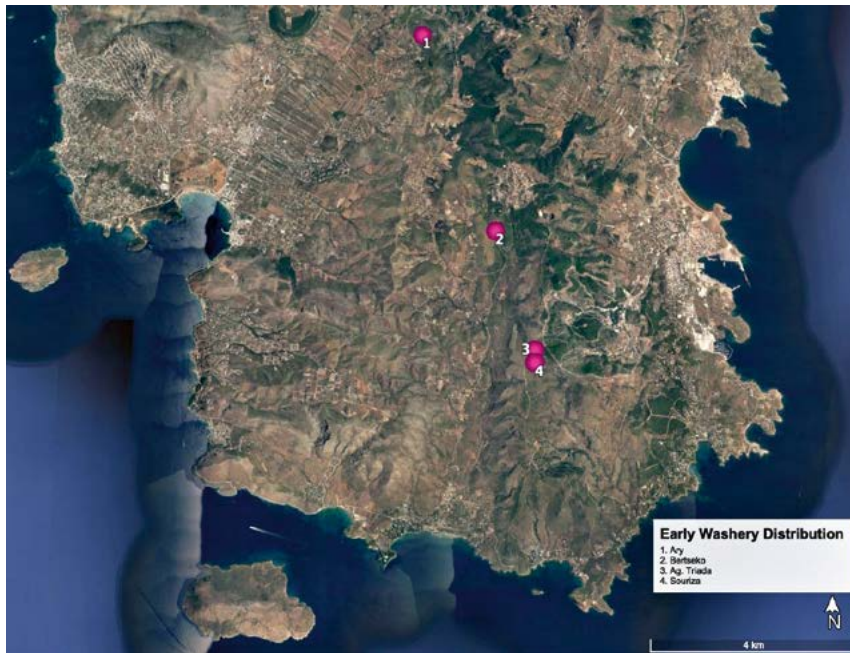 1
2
3
4
Early Washery Distribution
1. Ary
2. Bertseko
3. Ag. Triada
4. Souriza
N
4 km